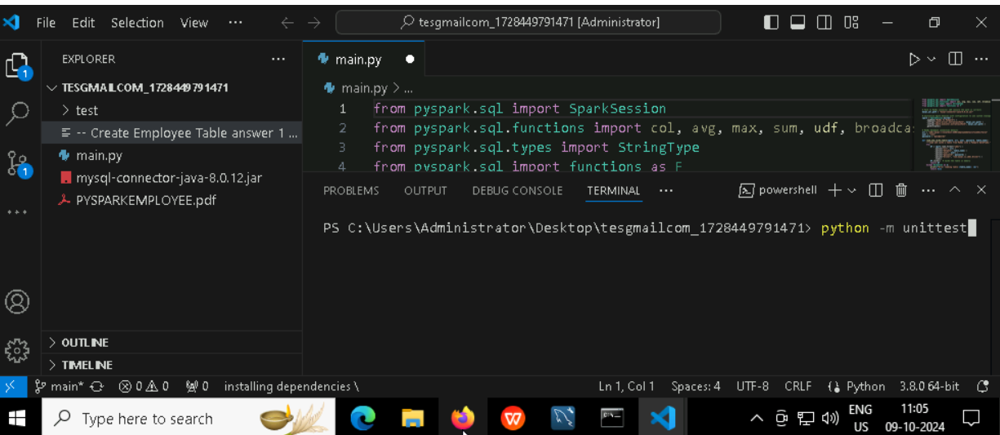 File Edit Selection View ··· tesgmailcom_1728449791471 [Administrator]
EXPLORER ···
TESGMAILCOM_1728449791471
test
-- Create Employee Table answer 1 ...
main.py
mysql-connector-java-8.0.12.jar
PYSPARKEMPLOYEE.pdf
OUTLINE
TIMELINE
main.py
main.py > ...
1 from pyspark.sql import SparkSession
2 from pyspark.sql.functions import col, avg, max, sum, udf, broadca
3 from pyspark.sql.types import StringType
4 from pyspark.sql import functions as F
PROBLEMS OUTPUT DEBUG CONSOLE TERMINAL ··· powershell
PS C:\Users\Administrator\Desktop\tesgmailcom_1728449791471> python -m unittest
1
1
main* 0 0 0 installing dependencies \ Ln 1, Col 1 Spaces: 4 UTF-8 CRLF Python 3.8.0 64-bit
Type here to search
ENG
US
11:05
09-10-2024